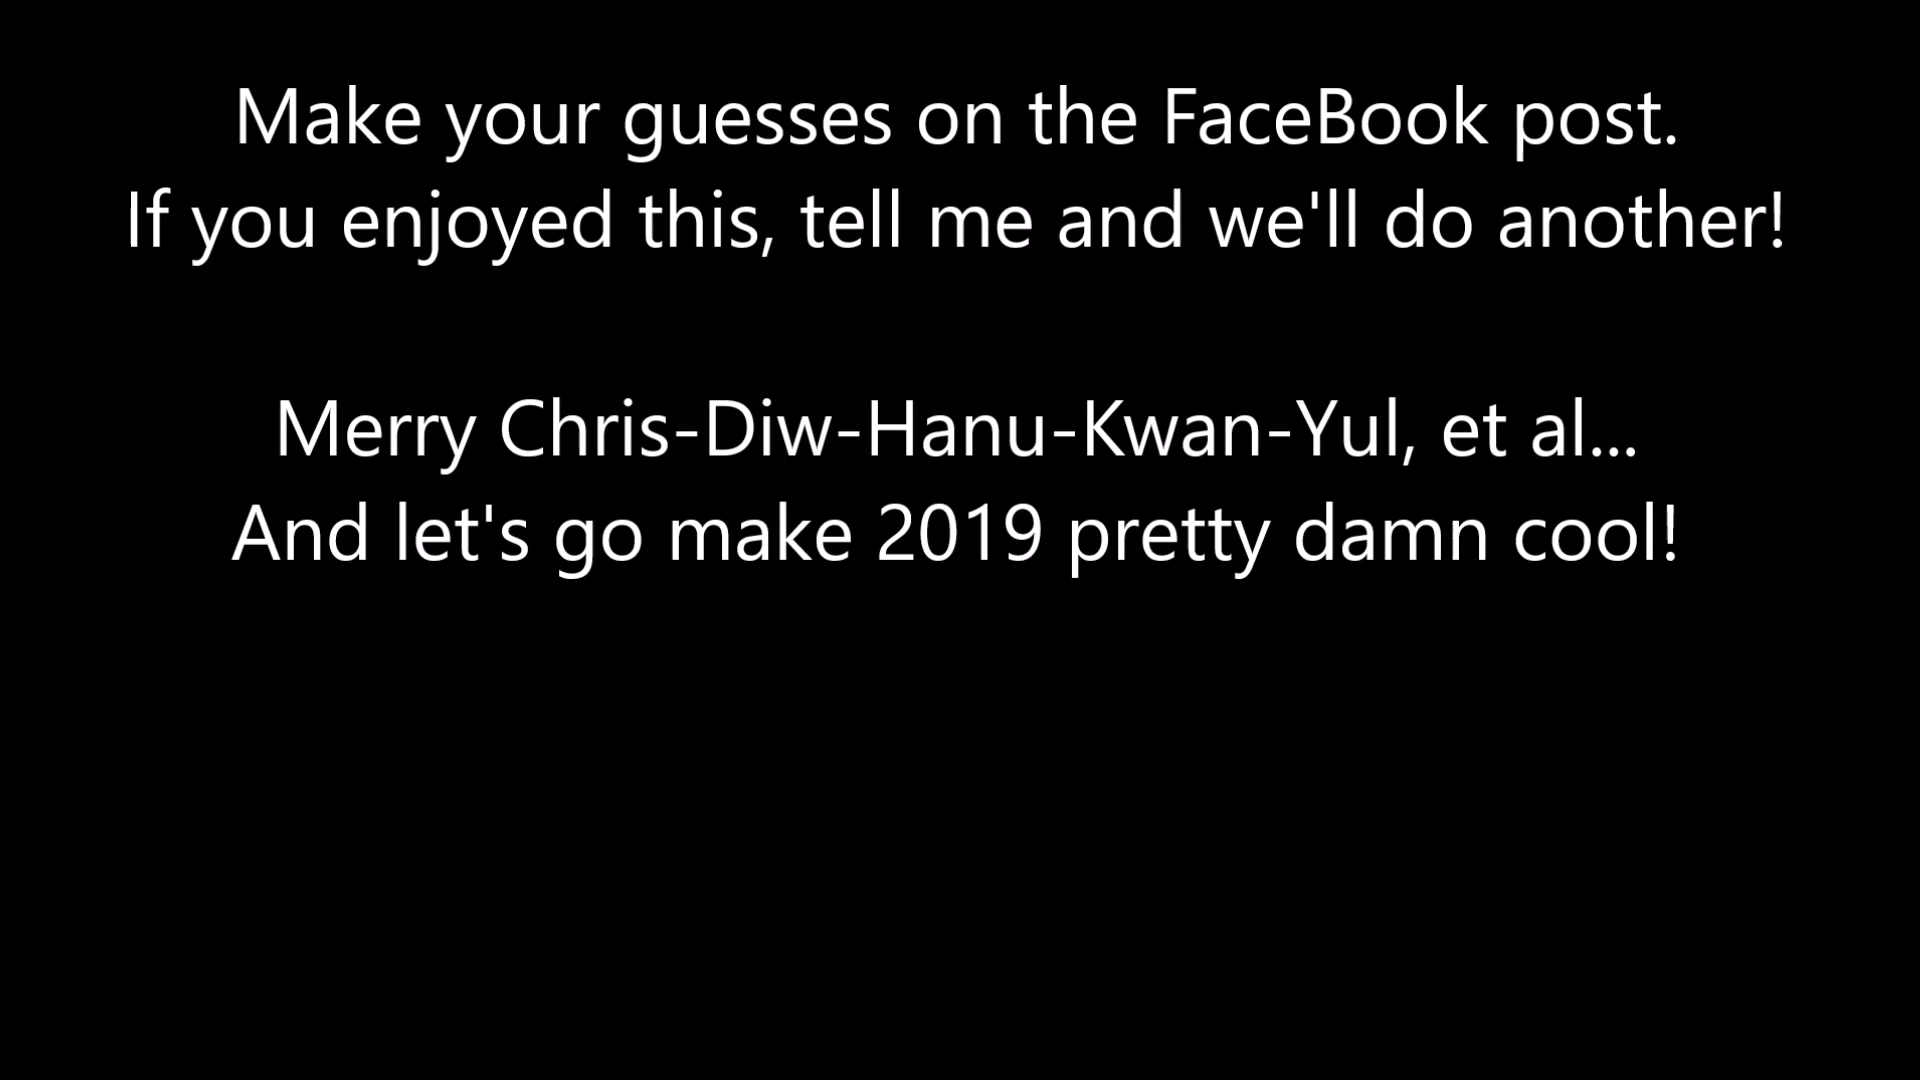 Make your guesses on the FaceBook post.
If you enjoyed this, tell me and we'll do another!
Merry Chris-Diw-Hanu-Kwan-Yul, et al...
And let's go make 2019 pretty damn cool!